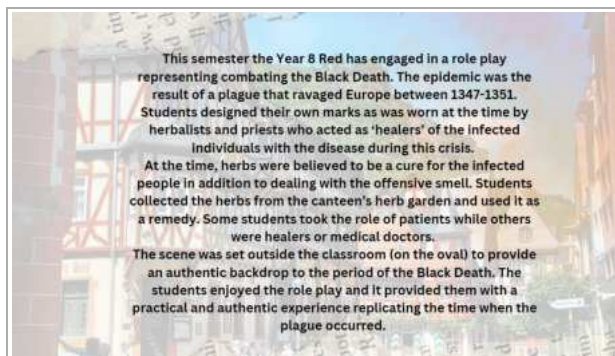 This semester the Year 8 Red has engaged in a role play
representing combating the Black Death. The epidemic was the
result of a plague that ravaged Europe between 1347-1351.
Students designed their own marks as was worn at the time by
herbalists and priests who acted as ‘healers’ of the infected
individuals with the disease during this crisis.
At the time, herbs were believed to be a cure for the infected
people in addition to dealing with the offensive smell. Students
collected the herbs from the canteen’s herb garden and used it as
a remedy. Some students took the role of patients while others
were healers or medical doctors.
The scene was set outside the classroom (on the oval) to provide
an authentic backdrop to the period of the Black Death. The
students enjoyed the role play and it provided them with a
practical and authentic experience replicating the time when the
plague occurred.